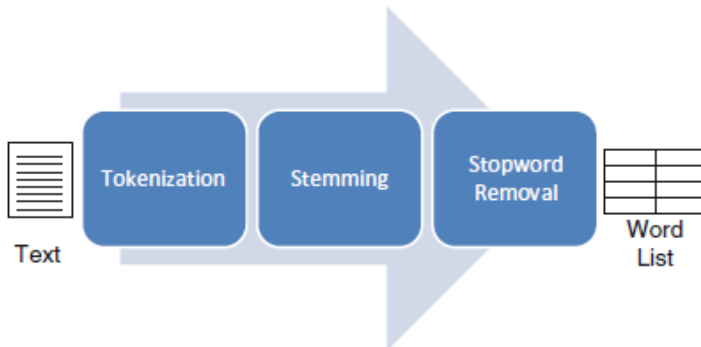 Tokenization
Stemming
Stopword
Removal
Text
Word
List